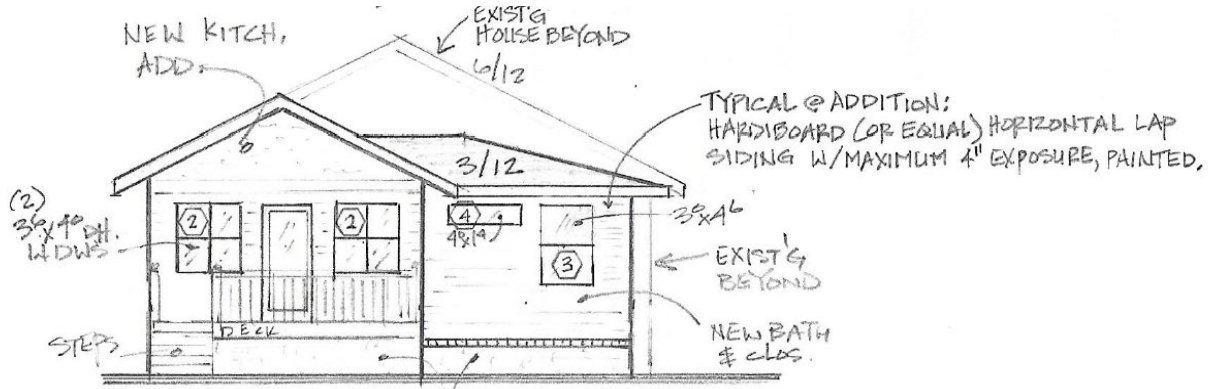 NEW KITCH.
ADD.
EXIST'G
HOUSE BEYOND
6/12
TYPICAL @ ADDITION:
HARDIBOARD (OR EQUAL) HORIZONTAL LAP
SIDING W/MAXIMUM 4" EXPOSURE, PAINTED.
3/12
(2)
DH.
WDWS
2
2
4
3
3⁰x4⁶
EXIST'G
BEYOND
NEW BATH
& CLOS.
DECK
STEPS